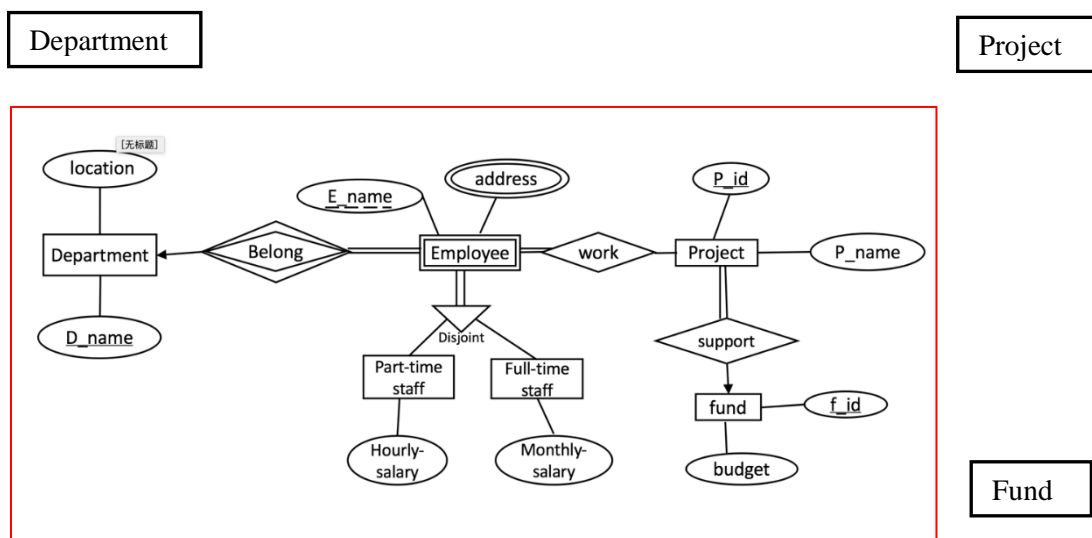 Department
Project
[无标题]
location
address
P_id
E_name
Department
Belong
Employee
work
Project
P_name
D_name
Disjoint
support
Part-time
staff
Full-time
staff
fund
f_id
Hourly-
salary
Monthly-
salary
budget
Fund